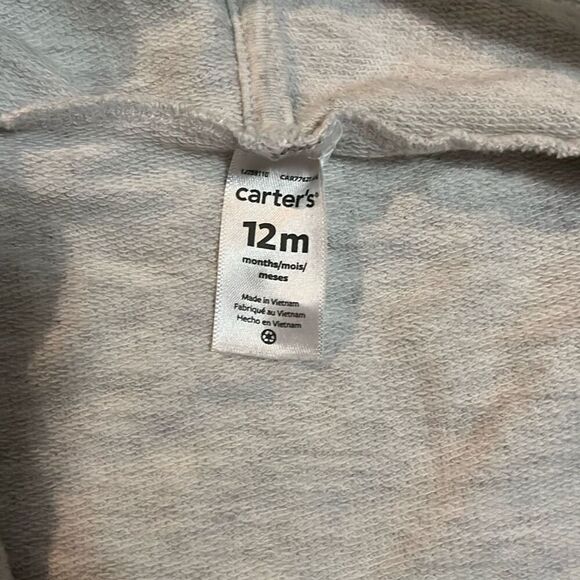 carter's®
12m
months/mois/
meses
Made in Vietnam
Fabriqué au Vietnam
Hecho en Vietnam